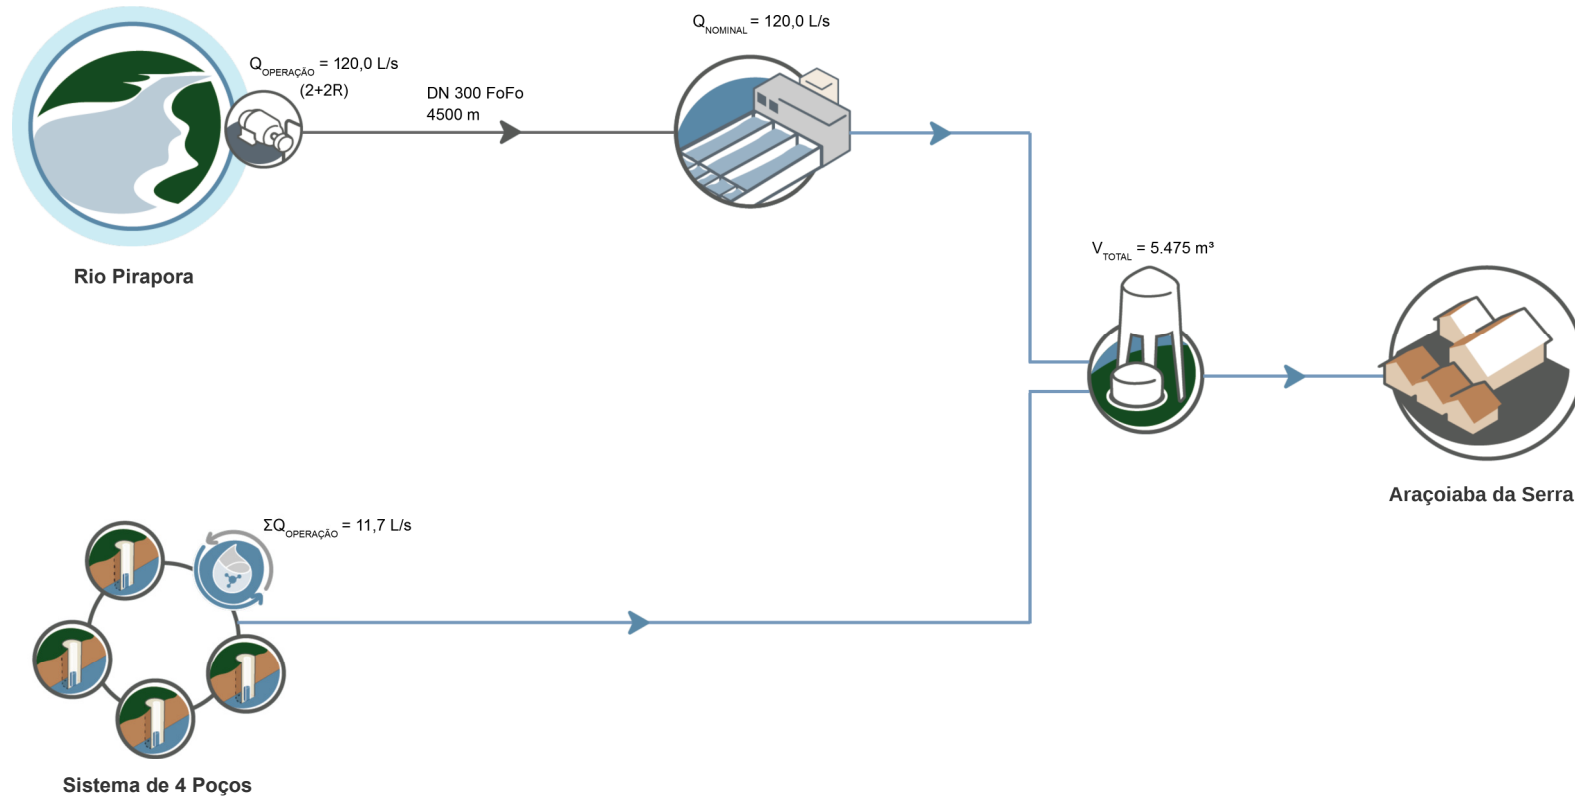 Q_NOMINAL = 120,0 L/s
Q_OPERAÇÃO = 120,0 L/s
(2+2R)
DN 300 FoFo
4500 m
Rio Pirapora
V_TOTAL = 5.475 m³
Araçoiaba da Serra
ΣQ_OPERAÇÃO = 11,7 L/s
Sistema de 4 Poços